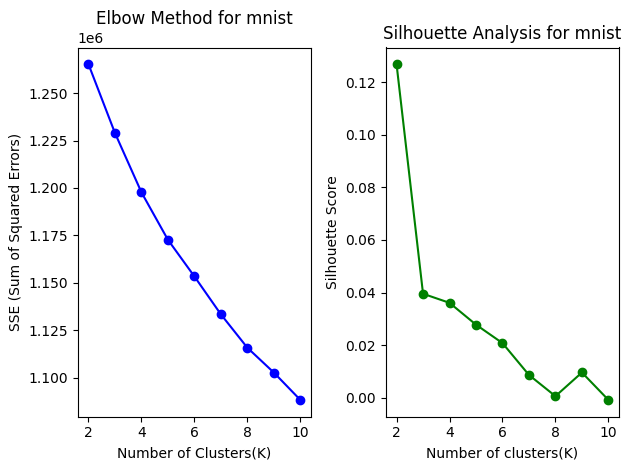 Elbow Method for mnist
1e6
SSE (Sum of Squared Errors)
1.250
1.225
1.200
1.175
1.150
1.125
1.100
2 4 6 8 10
Number of Clusters(K)
Silhouette Analysis for mnist
Silhouette Score
0.12
0.10
0.08
0.06
0.04
0.02
0.00
2 4 6 8 10
Number of clusters(K)